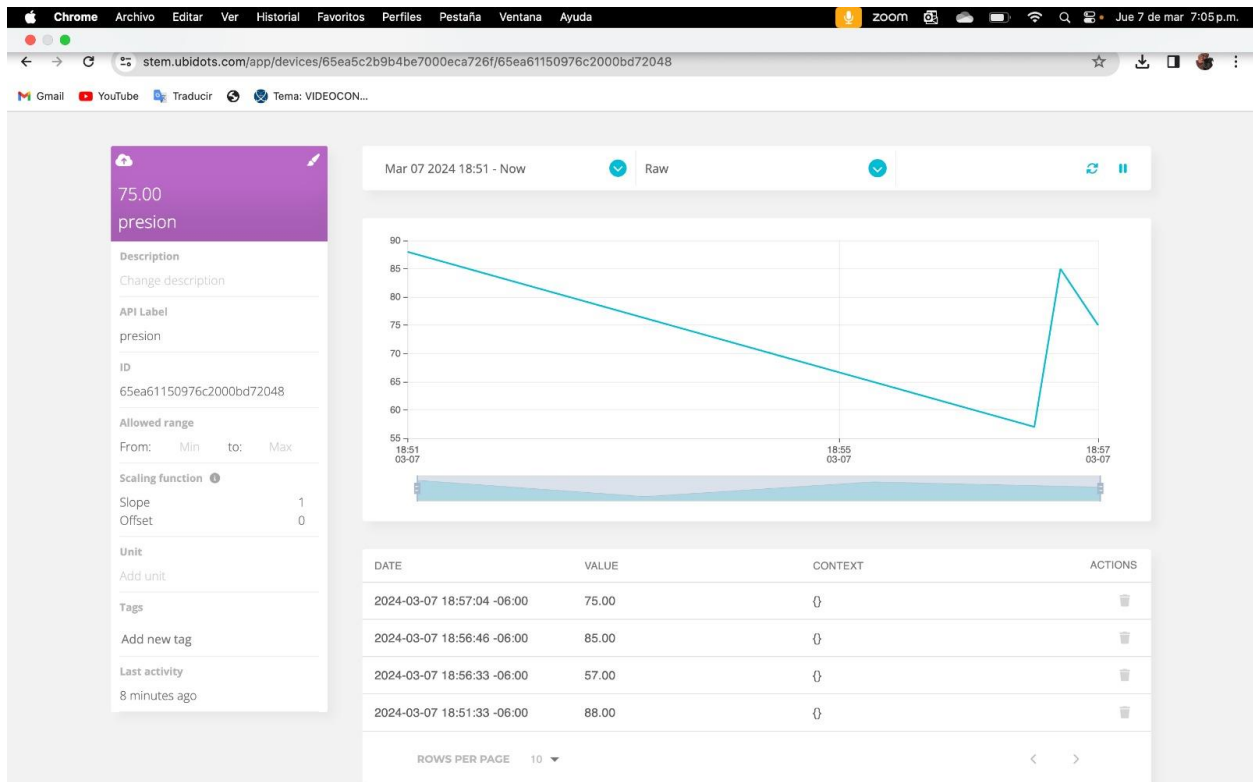 Chrome Archivo Editar Ver Historial Favoritos Perfiles Pestaña Ventana Ayuda zoom Jue 7 de mar 7:05 p.m.
stem.ubidots.com/app/devices/65ea5c2b9b4be7000eca726f/65ea61150976c2000bd72048
Gmail YouTube Traducir Tema: VIDEOCON...
75.00
presion
Description
Change description
API Label
presion
ID
65ea61150976c2000bd72048
Allowed range
From: Min to: Max
Scaling function
Slope 1
Offset 0
Unit
Add unit
Tags
Add new tag
Last activity
8 minutes ago
Mar 07 2024 18:51 - Now Raw
90
85
80
75
70
65
60
55
18:51 18:55 18:57
03-07 03-07 03-07
DATE VALUE CONTEXT ACTIONS
2024-03-07 18:57:04 -06:00 75.00 {}
2024-03-07 18:56:46 -06:00 85.00 {}
2024-03-07 18:56:33 -06:00 57.00 {}
2024-03-07 18:51:33 -06:00 88.00 {}
ROWS PER PAGE 10